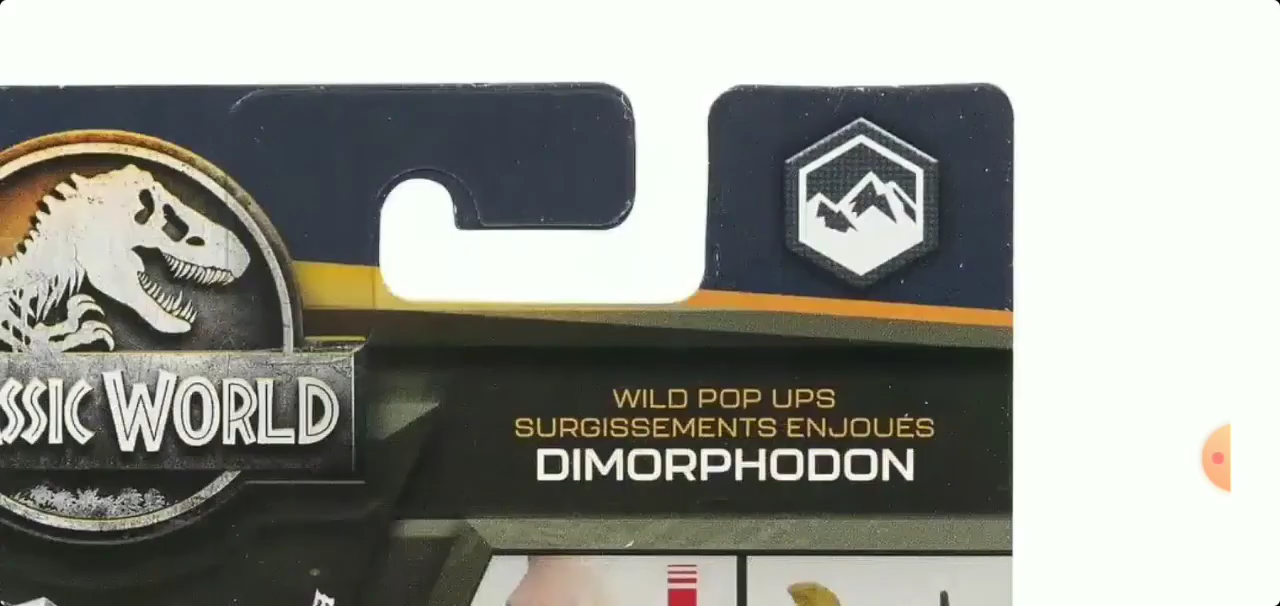 SSIC WORLD
WILD POP UPS
SURGISSEMENTS ENJOUÉS
DIMORPHODON